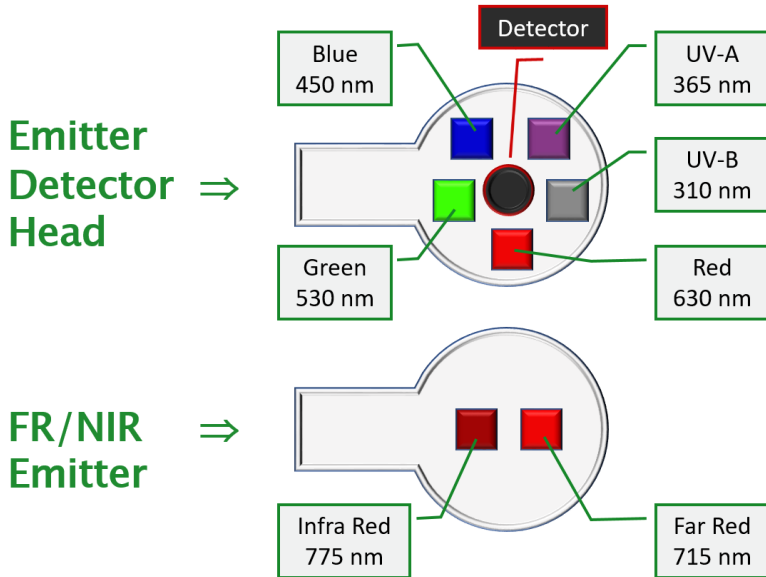 Detector
Blue
450 nm
UV-A
365 nm
Emitter
Detector ⇒
Head
UV-B
310 nm
Green
530 nm
Red
630 nm
FR/NIR ⇒
Emitter
Infra Red
775 nm
Far Red
715 nm